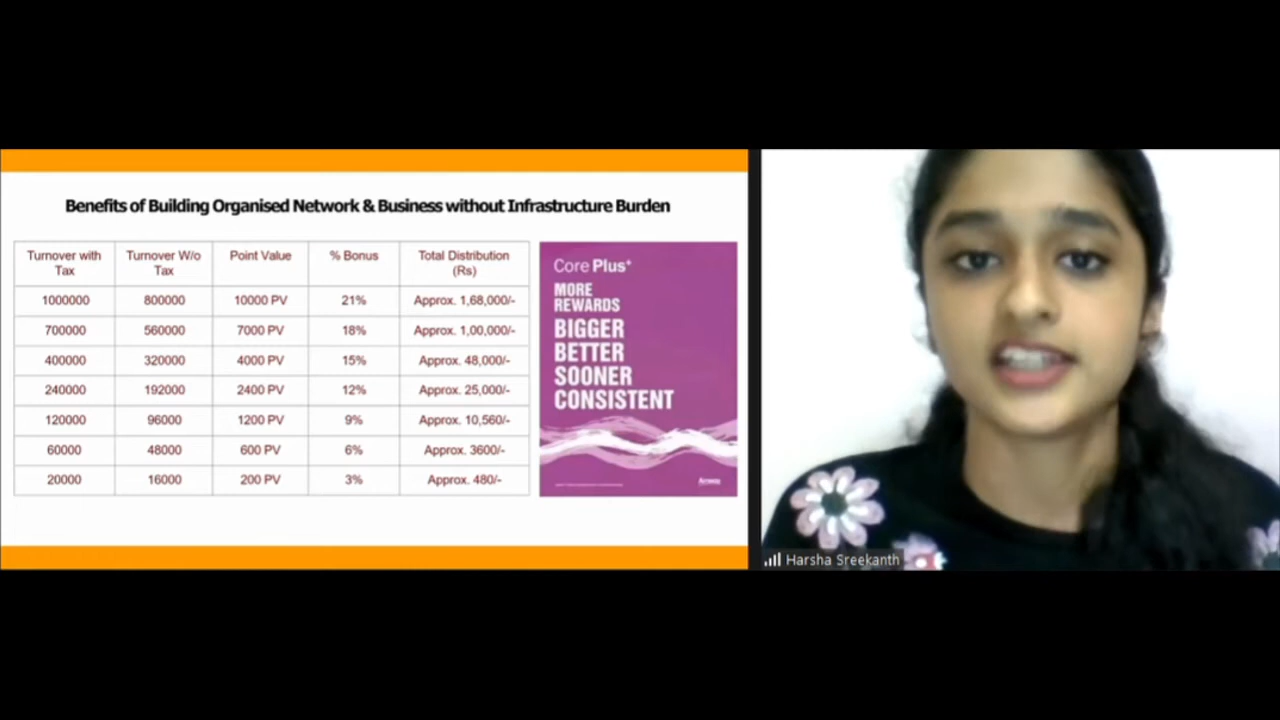 Benefits of Building Organised Network & Business without Infrastructure Burden
Turnover with Tax Turnover W/o Tax Point Value % Bonus Total Distribution (Rs)
1000000 800000 10000 PV 21% Approx. 1,68,000/-
700000 560000 7000 PV 18% Approx. 1,00,000/-
400000 320000 4000 PV 15% Approx. 48,000/-
240000 192000 2400 PV 12% Approx. 25,000/-
120000 96000 1200 PV 9% Approx. 10,560/-
60000 48000 600 PV 6% Approx. 3600/-
20000 16000 200 PV 3% Approx. 480/-
Core Plus+
MORE
REWARDS
BIGGER
BETTER
SOONER
CONSISTENT
Amway
Harsha Sreekanth